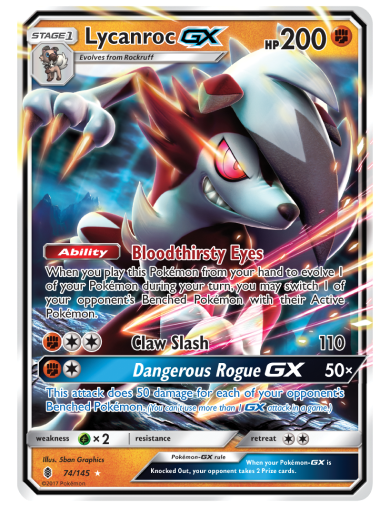 STAGE 1 Lycanroc GX HP 200
Evolves from Rockruff
Ability Bloodthirsty Eyes
When you play this Pokémon from your hand to evolve 1
of your Pokémon during your turn, you may switch 1 of
your opponent's Benched Pokémon with their Active
Pokémon.
Claw Slash 110
Dangerous Rogue GX 50×
This attack does 50 damage for each of your opponent's
Benched Pokémon. (You can't use more than 1 GX attack in a game.)
weakness ×2 resistance retreat
Illus. 5ban Graphics
74/145
©2017 Pokémon
Pokémon-GX rule
When your Pokémon-GX is
Knocked Out, your opponent takes 2 Prize cards.